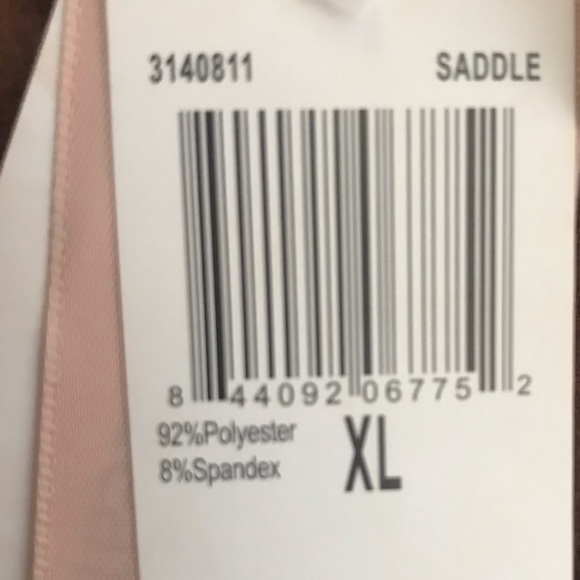 3140811 SADDLE
8 44092 06775 2
92%Polyester
8%Spandex
XL